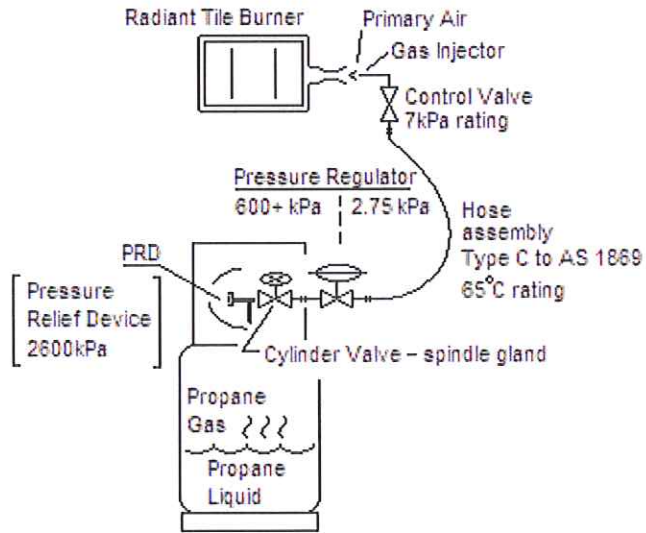 Radiant Tile Burner
Primary Air
Gas Injector
Control Valve
7kPa rating
Pressure Regulator
600+ kPa
2.75 kPa
Hose
assembly
Type C to AS 1869
65°C rating
PRD
Pressure
Relief Device
2600kPa
Cylinder Valve – spindle gland
Propane
Gas
Propane
Liquid